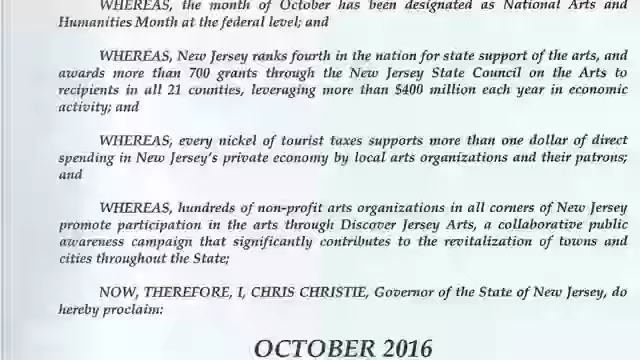 WHEREAS, the month of October has been designated as National Arts and
Humanities Month at the federal level; and
WHEREAS, New Jersey ranks fourth in the nation for state support of the arts, and
awards more than 700 grants through the New Jersey State Council on the Arts to
recipients in all 21 counties, leveraging more than $400 million each year in economic
activity; and
WHEREAS, every nickel of tourist taxes supports more than one dollar of direct
spending in New Jersey's private economy by local arts organizations and their patrons;
and
WHEREAS, hundreds of non-profit arts organizations in all corners of New Jersey
promote participation in the arts through Discover Jersey Arts, a collaborative public
awareness campaign that significantly contributes to the revitalization of towns and
cities throughout the State;
NOW, THEREFORE, I, CHRIS CHRISTIE, Governor of the State of New Jersey, do
hereby proclaim:
OCTOBER 2016